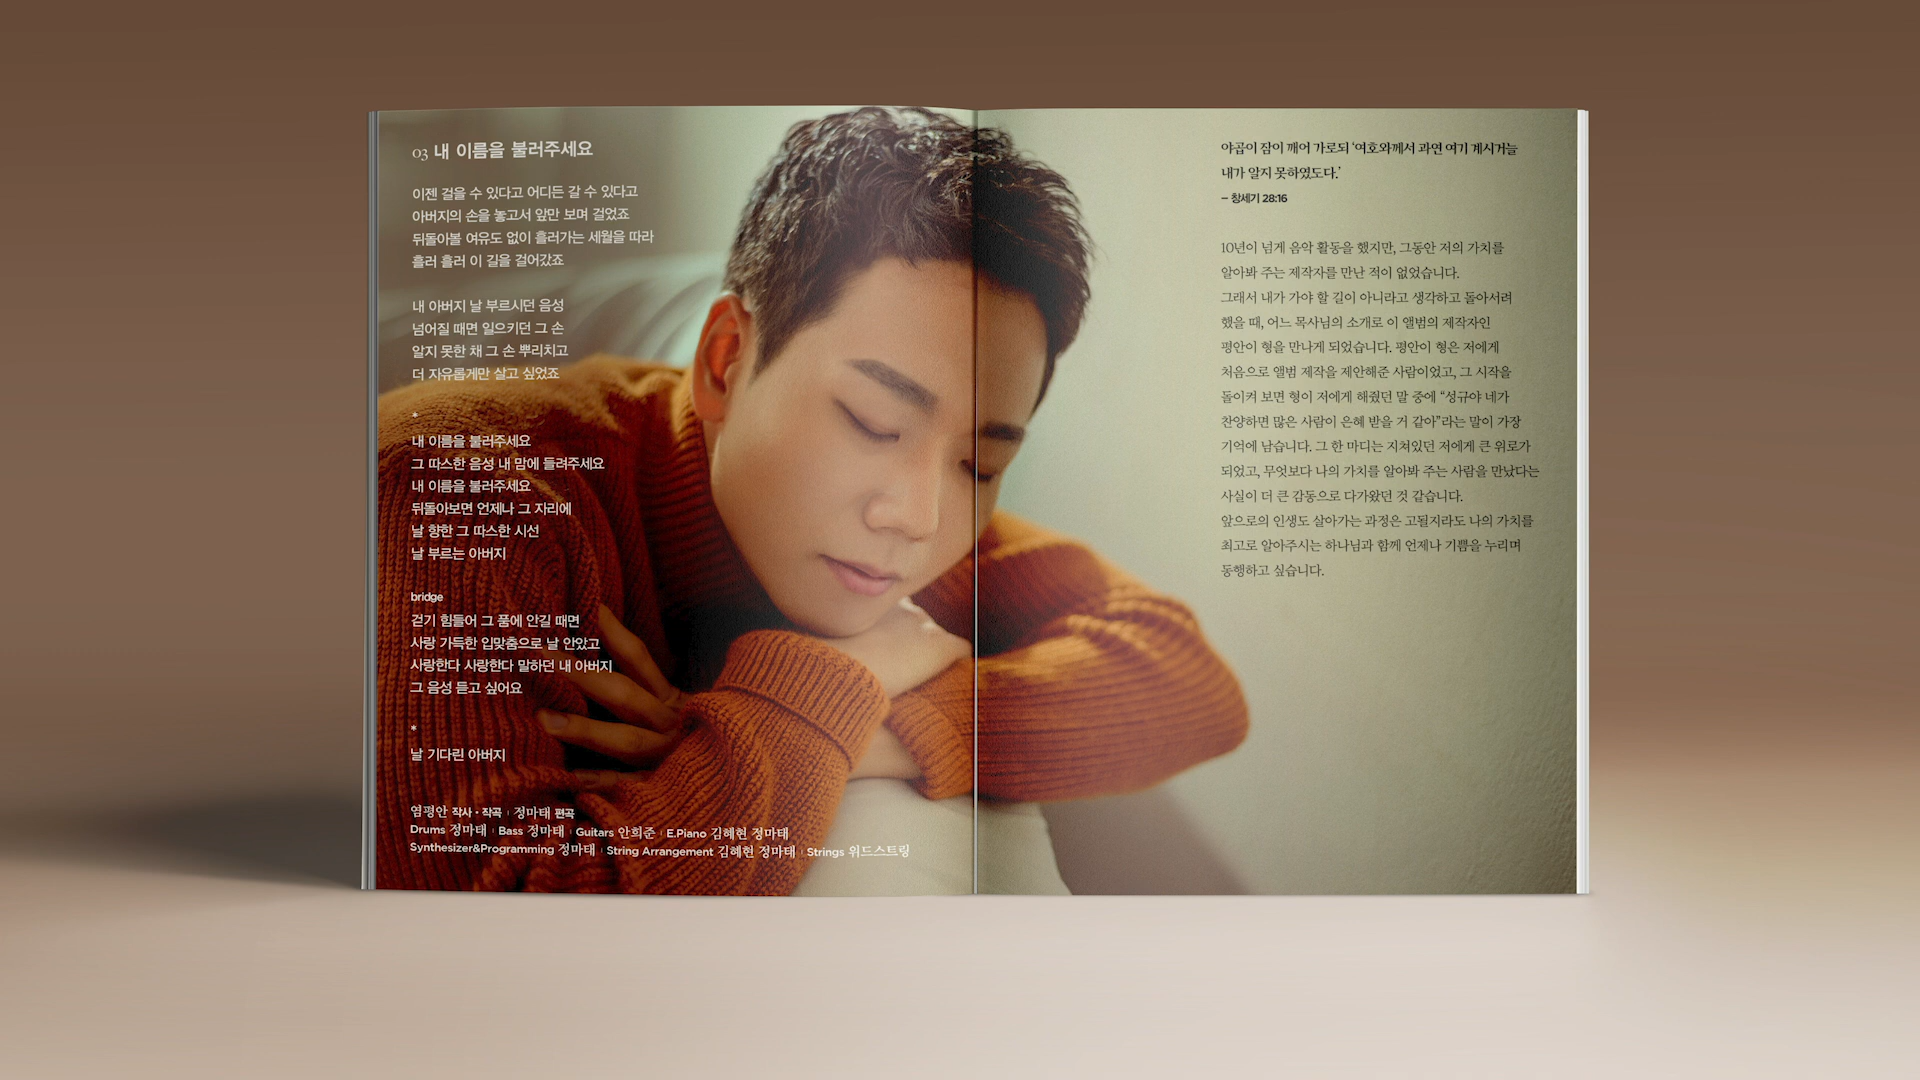 03 내 이름을 불러주세요
이젠 걸을 수 있다고 어디든 갈 수 있다고
아버지의 손을 놓고서 앞만 보며 걸었죠
뒤돌아볼 여유도 없이 흘러가는 세월을 따라
흘러 흘러 이 길을 걸어갔죠
내 아버지 날 부르시던 음성
넘어질 때면 일으키던 그 손
알지 못한 채 그 손 뿌리치고
더 자유롭게만 살고 싶었죠
*
내 이름을 불러주세요
그 따스한 음성 내 맘에 들려주세요
내 이름을 불러주세요
뒤돌아보면 언제나 그 자리에
날 향한 그 따스한 시선
날 부르는 아버지
bridge
걷기 힘들어 그 품에 안길 때면
사랑 가득한 입맞춤으로 날 안았고
사랑한다 사랑한다 말하던 내 아버지
그 음성 듣고 싶어요
*
날 기다린 아버지
염평안 작사 · 작곡 | 정마태 편곡
Drums 정마태 | Bass 정마태 | Guitars 안희준 | E.Piano 김혜현 정마태
Synthesizer&Programming 정마태 | String Arrangement 김혜현 정마태 | Strings 위드스트링
야곱이 잠이 깨어 가로되 ‘여호와께서 과연 여기 계시거늘
내가 알지 못하였도다.’
– 창세기 28:16
10년이 넘게 음악 활동을 했지만, 그동안 저의 가치를
알아봐 주는 제작자를 만난 적이 없었습니다.
그래서 내가 가야 할 길이 아니라고 생각하고 돌아서려
했을 때, 어느 목사님의 소개로 이 앨범의 제작자인
평안이 형을 만나게 되었습니다. 평안이 형은 저에게
처음으로 앨범 제작을 제안해준 사람이었고, 그 시작을
돌이켜 보면 형이 저에게 해줬던 말 중에 “성규야 네가
찬양하면 많은 사람이 은혜 받을 거 같아”라는 말이 가장
기억에 남습니다. 그 한 마디는 지쳐있던 저에게 큰 위로가
되었고, 무엇보다 나의 가치를 알아봐 주는 사람을 만났다는
사실이 더 큰 감동으로 다가왔던 것 같습니다.
앞으로의 인생도 살아가는 과정은 고될지라도 나의 가치를
최고로 알아주시는 하나님과 함께 언제나 기쁨을 누리며
동행하고 싶습니다.